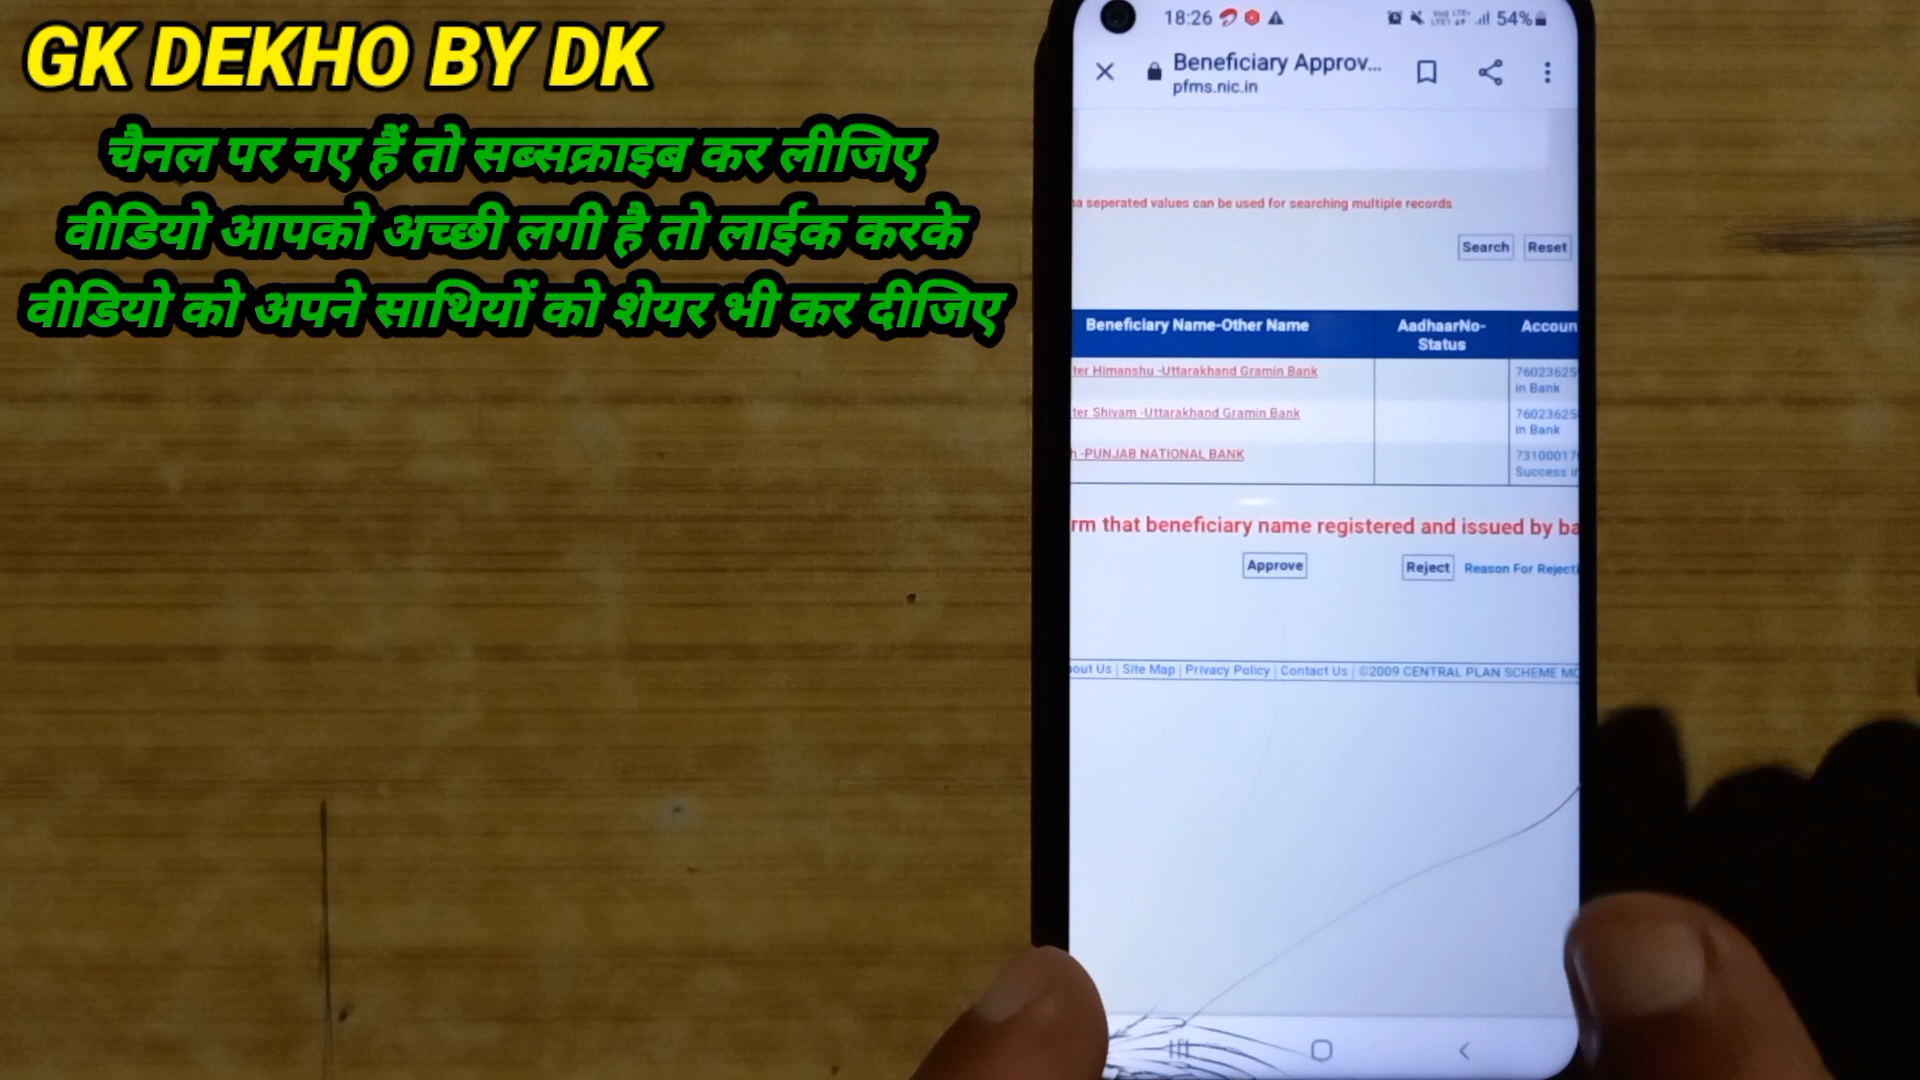 GK DEKHO BY DK
चैनल पर नए हैं तो सब्सक्राइब कर लीजिए
वीडियो आपको अच्छी लगी है तो लाईक करके
वीडियो को अपने साथियों को शेयर भी कर दीजिए
18:26 54%
Beneficiary Approv...
pfms.nic.in
seperated values can be used for searching multiple records
Search Reset
Beneficiary Name-Other Name AadhaarNo-Status Accoun
ter Himanshu -Uttarakhand Gramin Bank 76023625
in Bank
ter Shivam -Uttarakhand Gramin Bank 76023625
in Bank
h -PUNJAB NATIONAL BANK 7310001
Success i
rm that beneficiary name registered and issued by ba
Approve Reject Reason For Rejecti
out Us | Site Map | Privacy Policy | Contact Us | ©2009 CENTRAL PLAN SCHEME MO